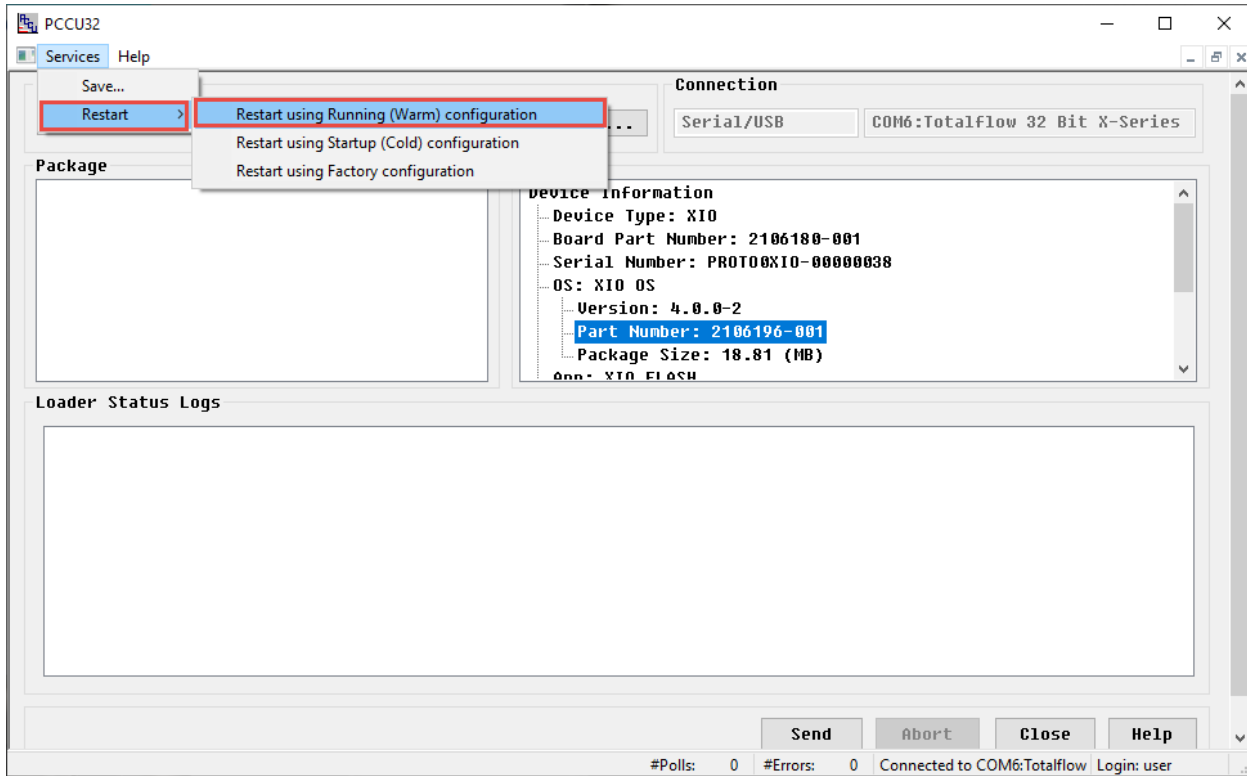 PCCU32
Services Help
Save...
Restart
Restart using Running (Warm) configuration
Restart using Startup (Cold) configuration
Restart using Factory configuration
...
Connection
Serial/USB
COM6:Totalflow 32 Bit X-Series
Package
Device Information
Device Type: XIO
Board Part Number: 2106180-001
Serial Number: PROTO0XIO-00000038
OS: XIO OS
Version: 4.0.0-2
Part Number: 2106196-001
Package Size: 18.81 (MB)
App: XIO FLASH
Loader Status Logs
Send Abort Close Help
#Polls: 0 #Errors: 0 Connected to COM6:Totalflow Login: user